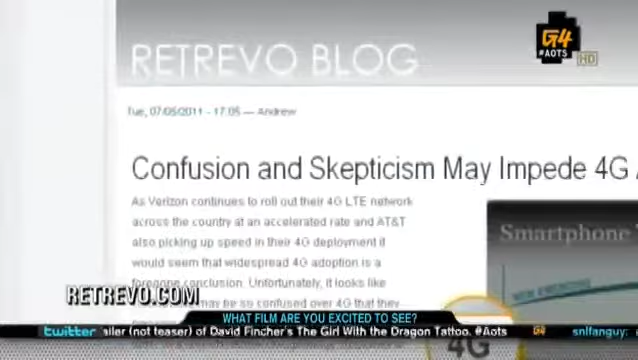 G4
#AOTS
HD
RETREVO BLOG
Tue, 07/05/2011 - 17:05 — Andrew
Confusion and Skepticism May Impede 4G A
As Verizon continues to roll out their 4G LTE network
across the country at an accelerated rate and AT&T
also picking up speed in their 4G deployment it
would seem that widespread 4G adoption is a
foregone conclusion. Unfortunately, it looks like
may be so confused over 4G that they
Smartphone
4G
RETREVO.COM
WHAT FILM ARE YOU EXCITED TO SEE?
twitter railer (not teaser) of David Fincher's The Girl With the Dragon Tattoo. #Aots G4 snlfanguy: st